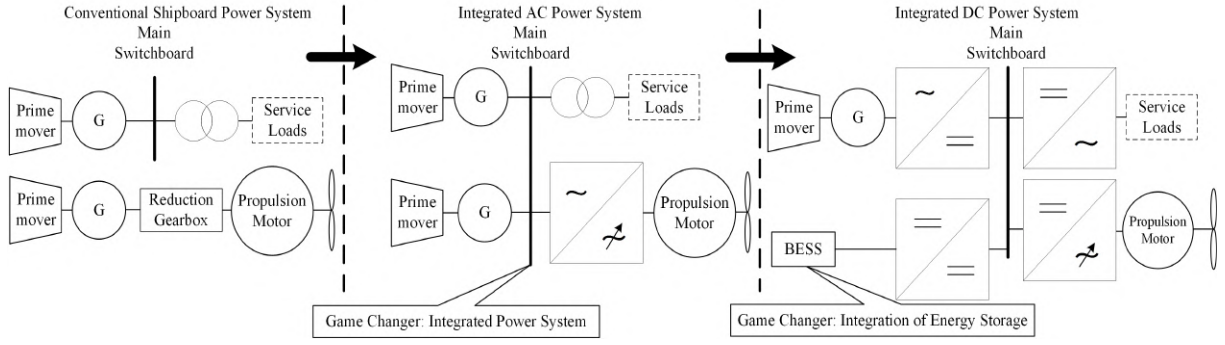 Conventional Shipboard Power System
Main
Switchboard
Prime
mover
G
Service
Loads
Prime
mover
G
Reduction
Gearbox
Propulsion
Motor
Integrated AC Power System
Main
Switchboard
Prime
mover
G
Service
Loads
Prime
mover
G
~
~
Propulsion
Motor
Game Changer: Integrated Power System
Integrated DC Power System
Main
Switchboard
Prime
mover
G
~
=
=
~
Service
Loads
BESS
=
=
=
~
Propulsion
Motor
Game Changer: Integration of Energy Storage